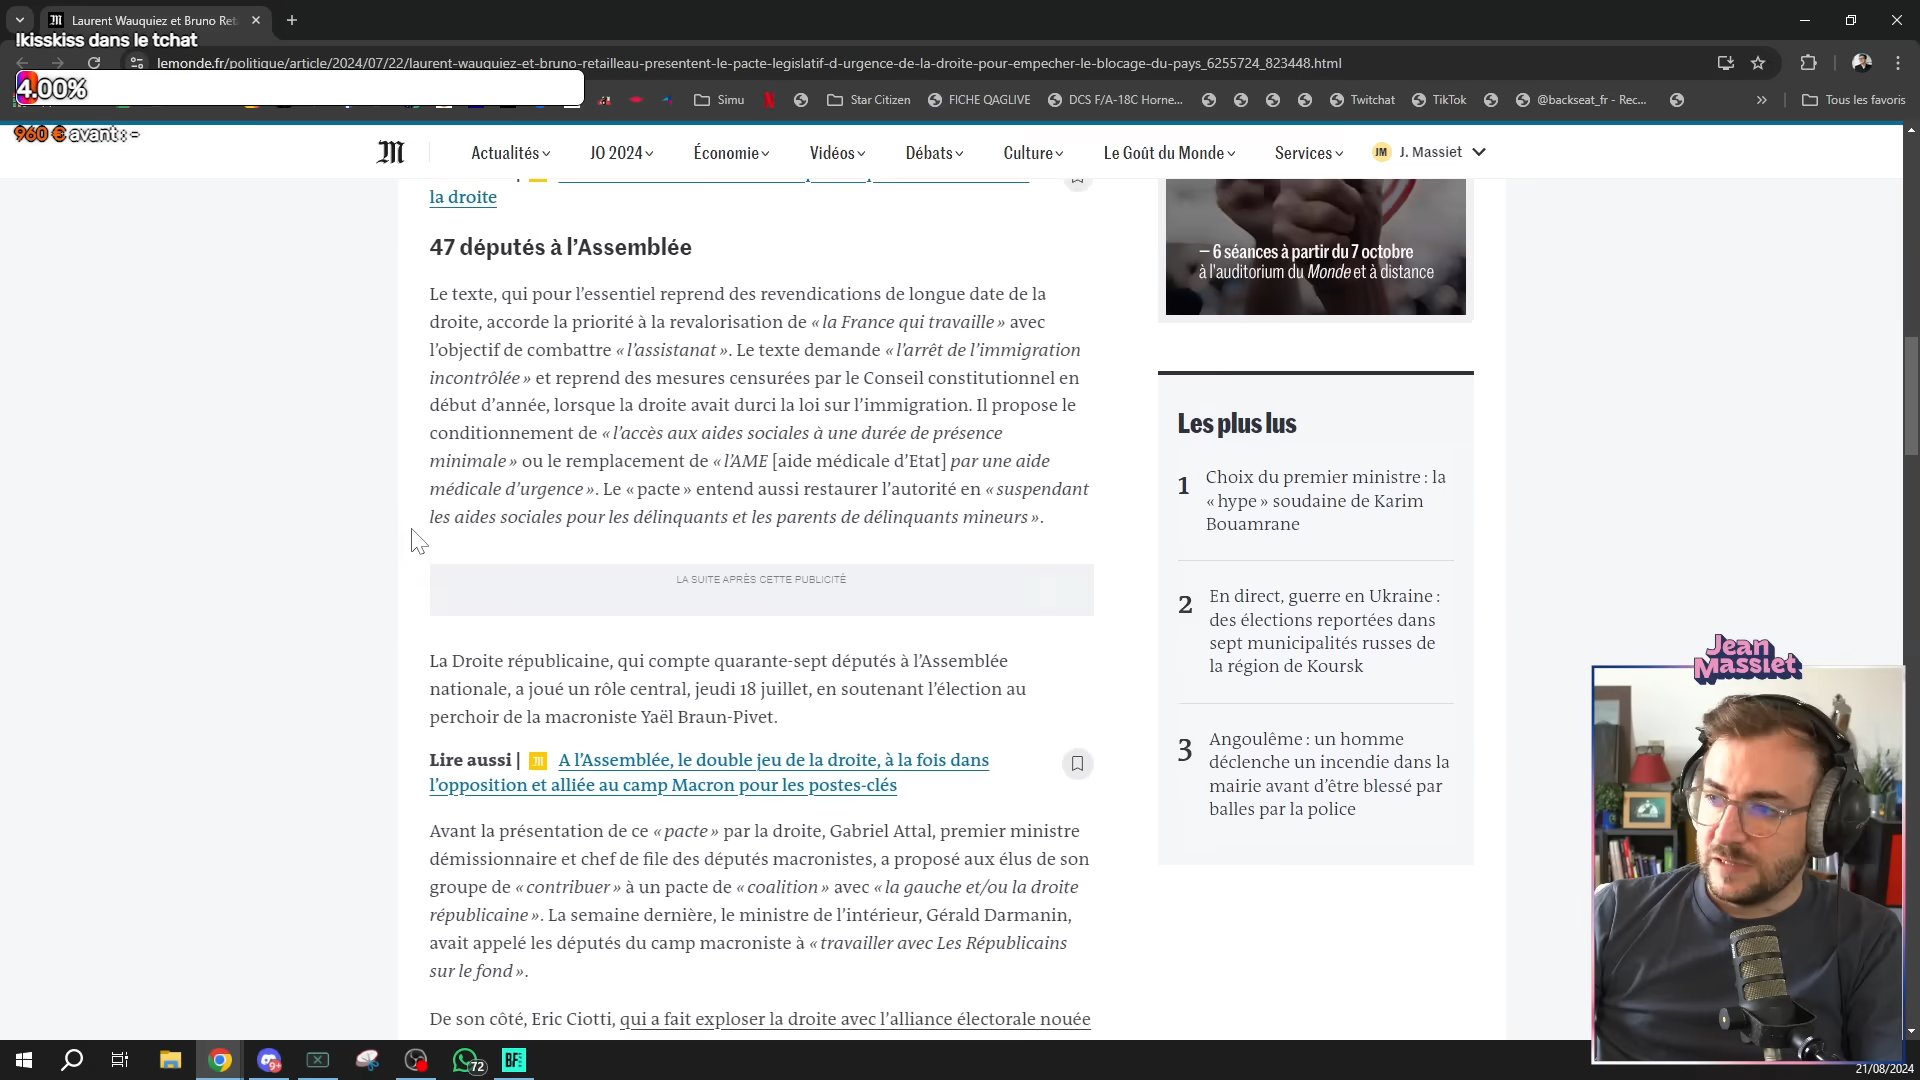 Laurent Wauquiez et Bruno Ret
!kisskiss dans le tchat
lemonde.fr/politique/article/2024/07/22/laurent-wauquiez-et-bruno-retailleau-presentent-le-pacte-legislatif-d-urgence-de-la-droite-pour-empecher-le-blocage-du-pays_6255724_823448.html
4.00%
Simu
Star Citizen
FICHE QAGLIVE
DCS F/A-18C Horne...
Twitchat
TikTok
@backseat_fr - Rec...
Tous les favoris
960 € avant : -
Actualités
JO 2024
Économie
Vidéos
Débats
Culture
Le Goût du Monde
Services
JM
J. Massiet
la droite
47 députés à l'Assemblée
Le texte, qui pour l'essentiel reprend des revendications de longue date de la
droite, accorde la priorité à la revalorisation de « la France qui travaille » avec
l'objectif de combattre « l'assistanat ». Le texte demande « l'arrêt de l'immigration
incontrôlée » et reprend des mesures censurées par le Conseil constitutionnel en
début d'année, lorsque la droite avait durci la loi sur l'immigration. Il propose le
conditionnement de « l'accès aux aides sociales à une durée de présence
minimale » ou le remplacement de « l'AME [aide médicale d'Etat] par une aide
médicale d'urgence ». Le « pacte » entend aussi restaurer l'autorité en « suspendant
les aides sociales pour les délinquants et les parents de délinquants mineurs ».
LA SUITE APRÈS CETTE PUBLICITÉ
La Droite républicaine, qui compte quarante-sept députés à l'Assemblée
nationale, a joué un rôle central, jeudi 18 juillet, en soutenant l'élection au
perchoir de la macroniste Yaël Braun-Pivet.
Lire aussi | A l'Assemblée, le double jeu de la droite, à la fois dans
l'opposition et alliée au camp Macron pour les postes-clés
Avant la présentation de ce « pacte » par la droite, Gabriel Attal, premier ministre
démissionnaire et chef de file des députés macronistes, a proposé aux élus de son
groupe de « contribuer » à un pacte de « coalition » avec « la gauche et/ou la droite
républicaine ». La semaine dernière, le ministre de l'intérieur, Gérald Darmanin,
avait appelé les députés du camp macroniste à « travailler avec Les Républicains
sur le fond ».
De son côté, Eric Ciotti, qui a fait exploser la droite avec l'alliance électorale nouée
– 6 séances à partir du 7 octobre
à l'auditorium du Monde et à distance
Les plus lus
1 Choix du premier ministre : la
« hype » soudaine de Karim
Bouamrane
2 En direct, guerre en Ukraine :
des élections reportées dans
sept municipalités russes de
la région de Koursk
3 Angoulême : un homme
déclenche un incendie dans la
mairie avant d'être blessé par
balles par la police
Jean
Massiet
9+
72
BF
21/08/2024